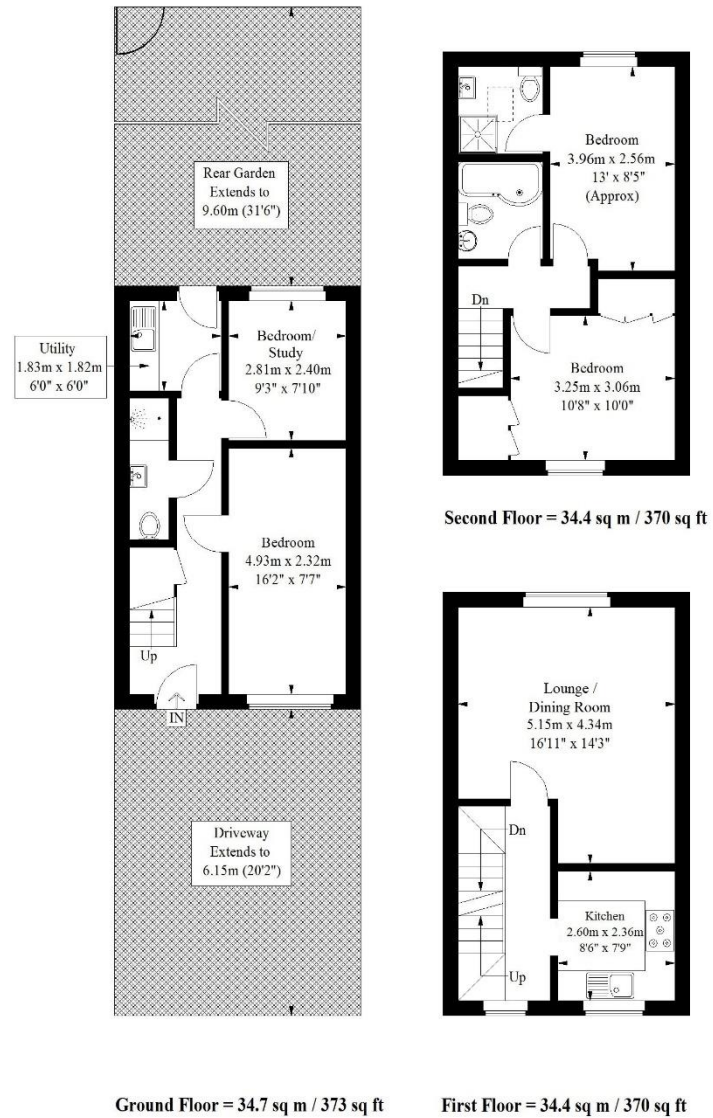 Rear Garden
Extends to
9.60m (31'6")
Utility
1.83m x 1.82m
6'0" x 6'0"
Bedroom/
Study
2.81m x 2.40m
9'3" x 7'10"
Bedroom
4.93m x 2.32m
16'2" x 7'7"
Up
IN
Driveway
Extends to
6.15m (20'2")
Ground Floor = 34.7 sq m / 373 sq ft
Bedroom
3.96m x 2.56m
13' x 8'5"
(Approx)
Dn
Bedroom
3.25m x 3.06m
10'8" x 10'0"
Second Floor = 34.4 sq m / 370 sq ft
Lounge /
Dining Room
5.15m x 4.34m
16'11" x 14'3"
Dn
Kitchen
2.60m x 2.36m
8'6" x 7'9"
Up
First Floor = 34.4 sq m / 370 sq ft